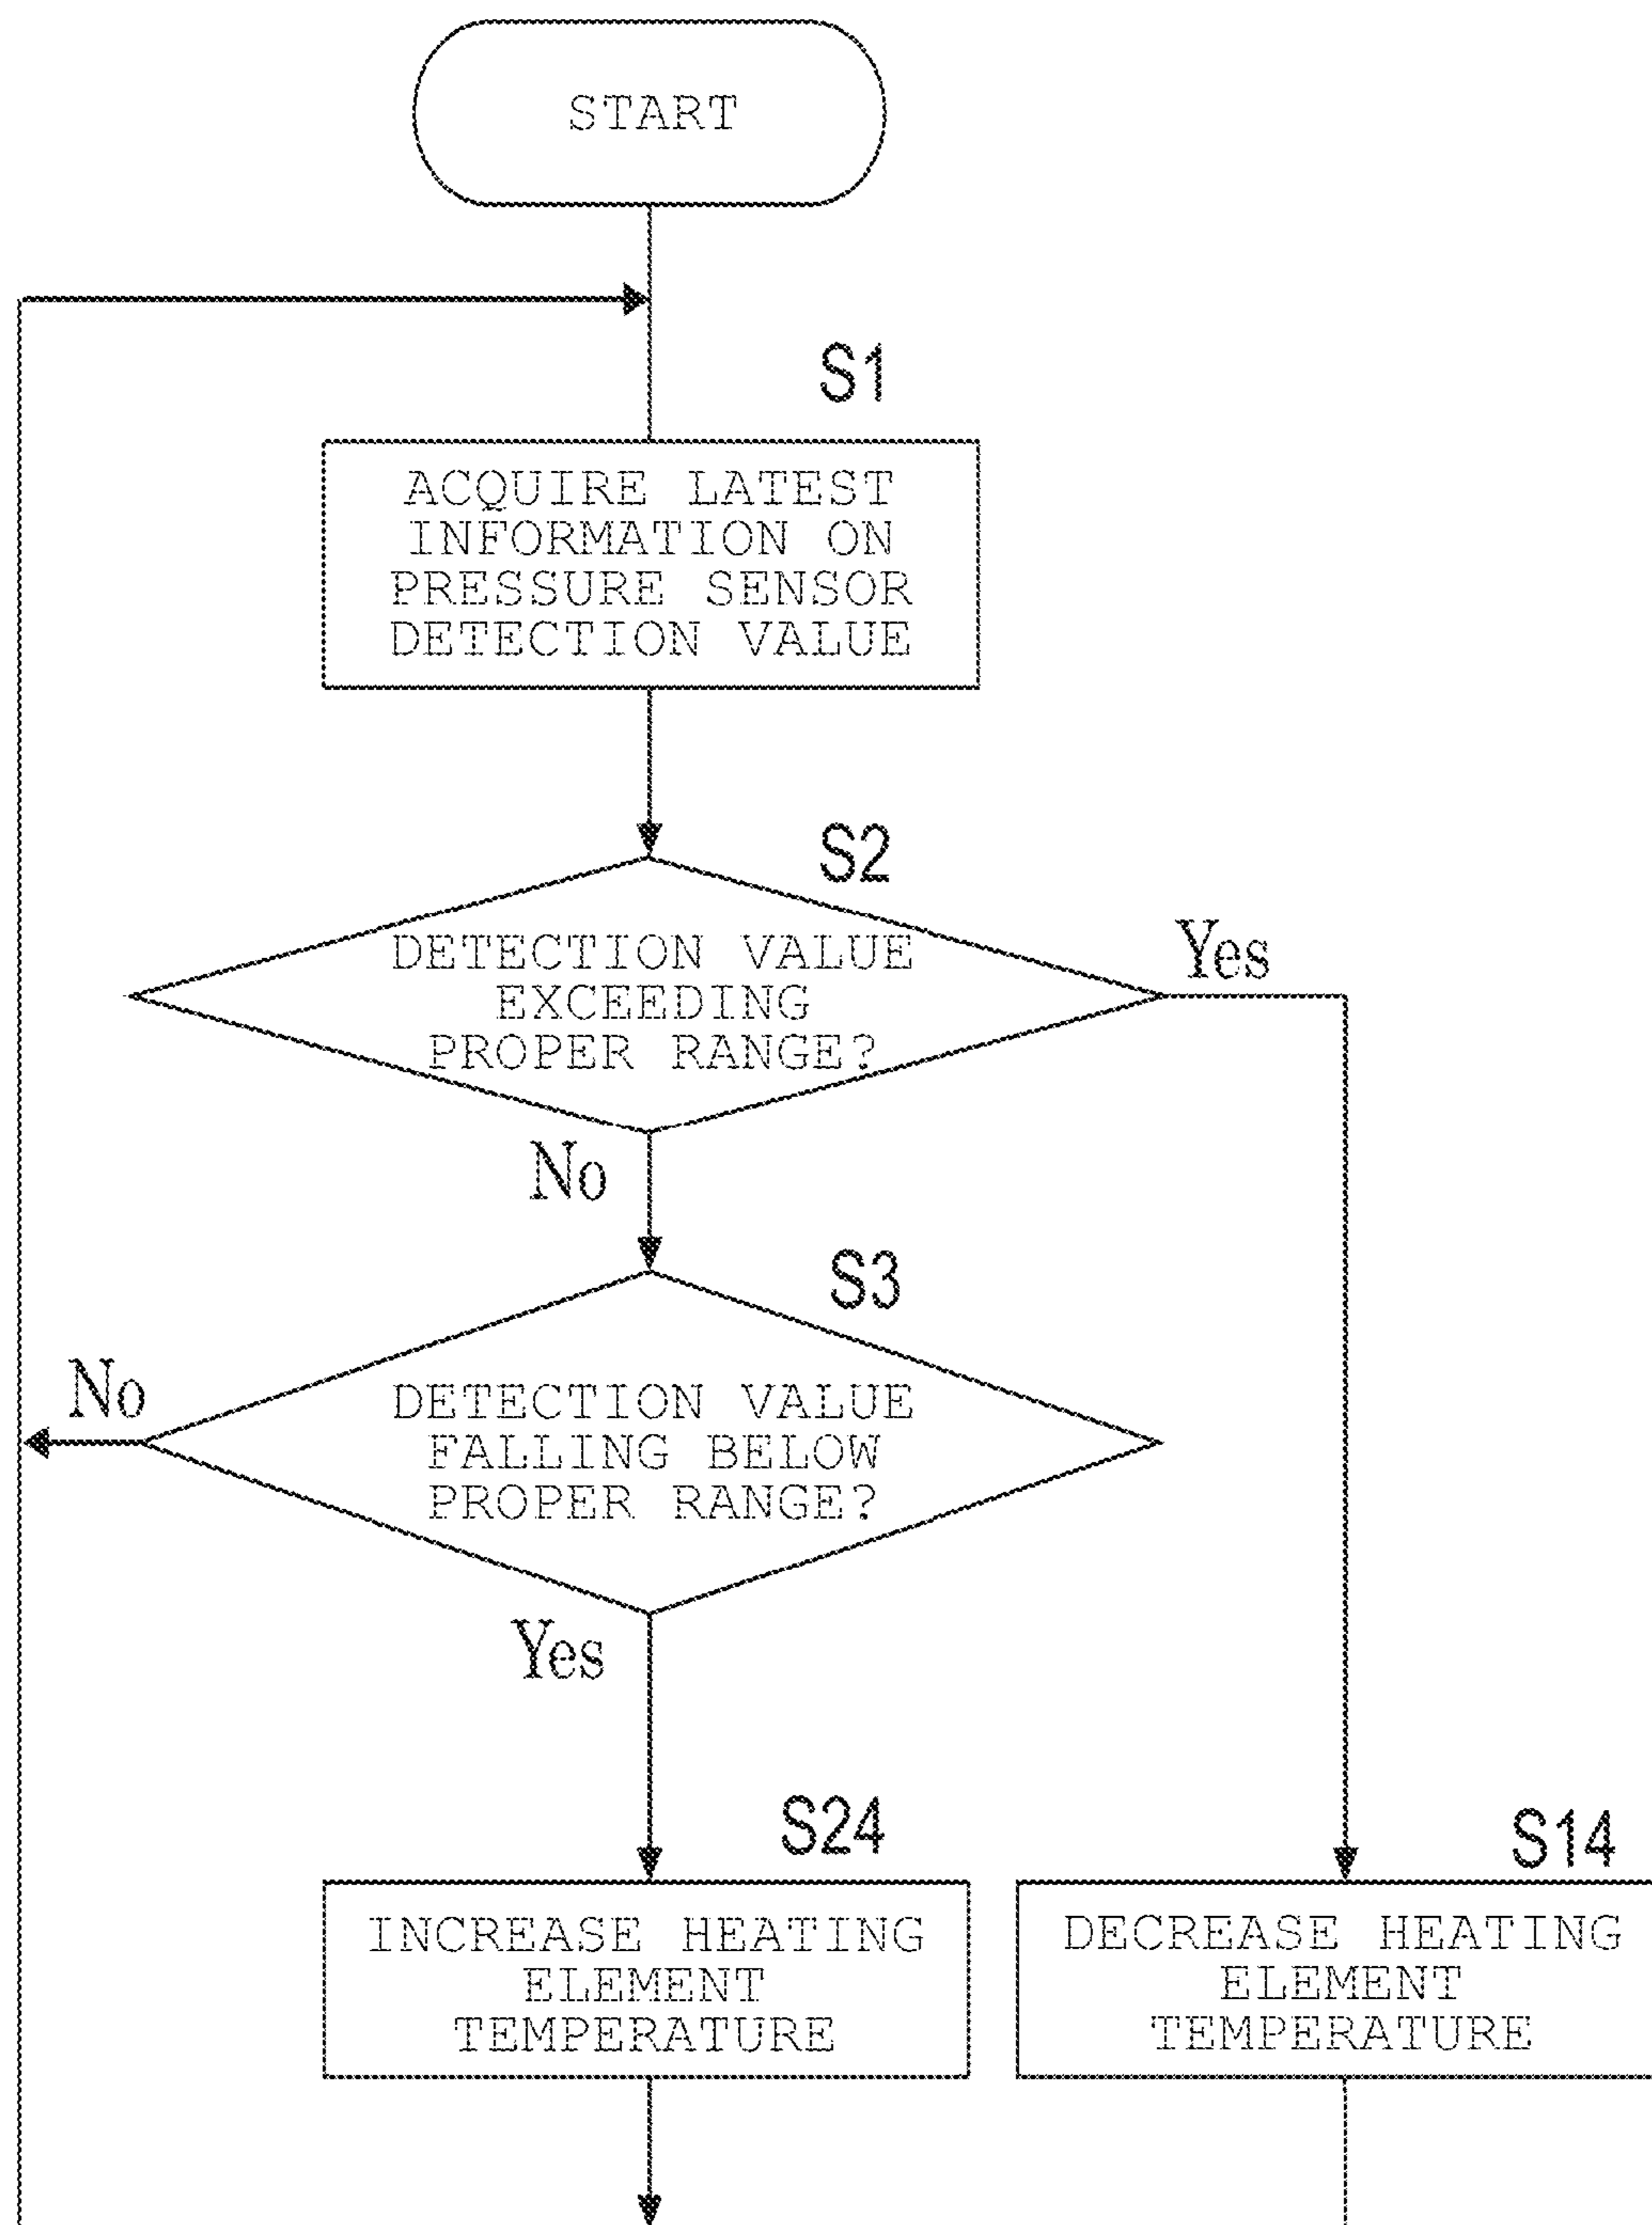 START
S1
ACQUIRE LATEST
INFORMATION ON
PRESSURE SENSOR
DETECTION VALUE
S2
DETECTION VALUE
EXCEEDING
PROPER RANGE?
Yes
No
S3
DETECTION VALUE
FALLING BELOW
PROPER RANGE?
No
Yes
S24
INCREASE HEATING
ELEMENT
TEMPERATURE
S14
DECREASE HEATING
ELEMENT
TEMPERATURE